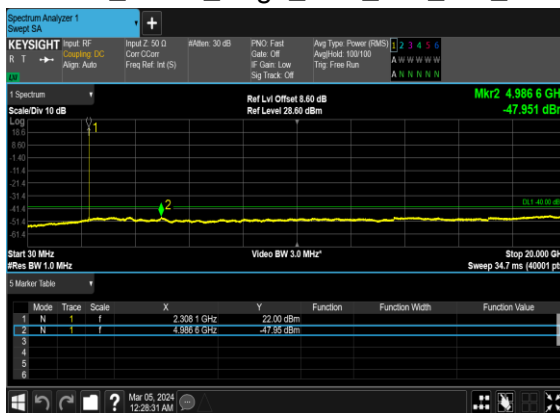 Spectrum Analyzer 1
Swept SA
KEYSIGHT Input: RF Input Z: 50 Ω #Atten: 30 dB PNO: Fast Avg Type: Power (RMS) 1 2 3 4 5 6
R T Coupling: DC Corr CCorr Gate: Off Avg|Hold: 100/100 A W W W W W
Align: Auto Freq Ref: Int (S) IF Gain: Low Trig: Free Run
Sig Track: Off A N N N N N
1 Spectrum Ref Lvl Offset 8.60 dB Mkr2 4.986 6 GH
Scale/Div 10 dB Ref Level 28.60 dBm -47.951 dB
Log
18.6 1
8.60
-1.40
-11.4
-21.4
-31.4
DL1 -40.00 dB
-41.4 2
-51.4
-61.4
Start 30 MHz Video BW 3.0 MHz* Stop 20.000 GH
#Res BW 1.0 MHz Sweep 34.7 ms (40001 pt
5 Marker Table
Mode Trace Scale X Y Function Function Width Function Value
1 N 1 f 2.308 1 GHz 22.00 dBm
2 N 1 f 4.986 6 GHz -47.95 dBm
3
4
5
6
? Mar 05, 2024
12:28:31 AM